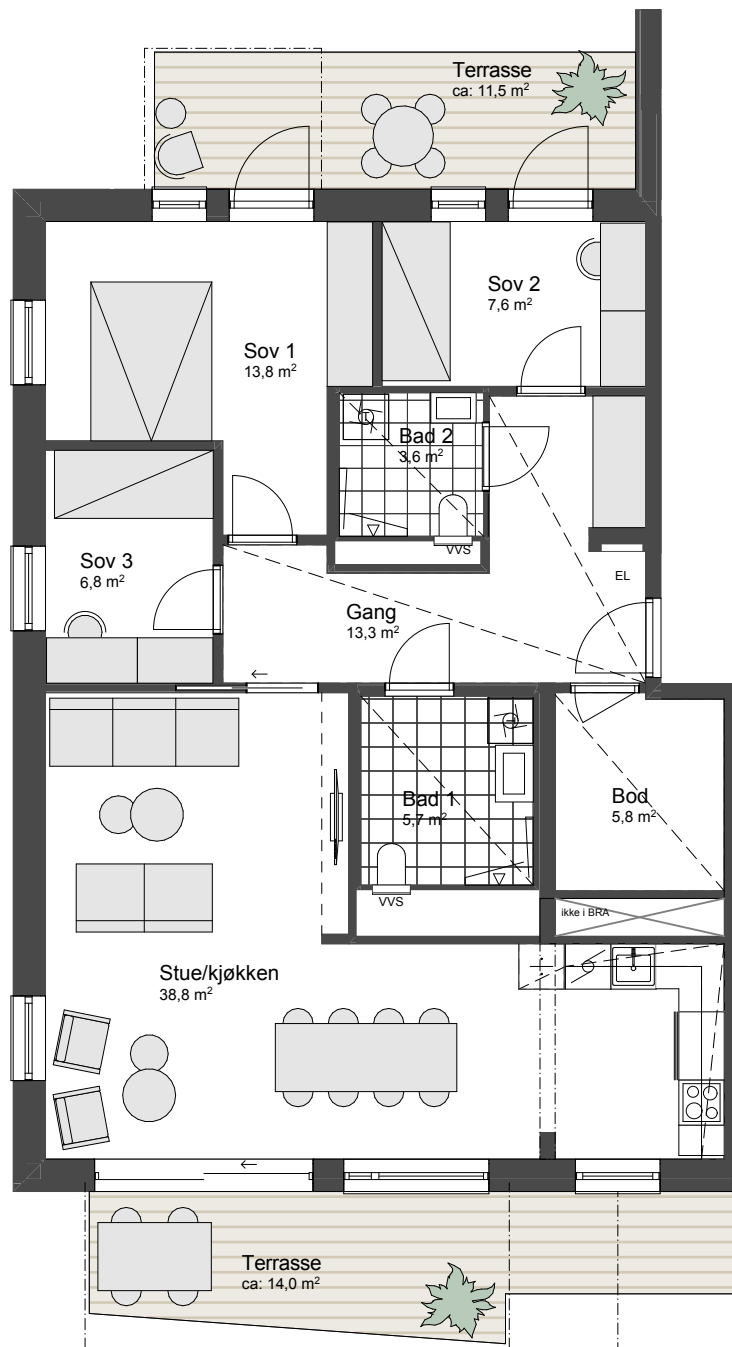 Terrasse
ca: 11,5 m²
Sov 2
7,6 m²
Sov 1
13,8 m²
Bad 2
3,6 m²
VVS
Sov 3
6,8 m²
EL
Gang
13,3 m²
Bad 1
5,7 m²
Bod
5,8 m²
VVS
ikke i BRA
Stue/kjøkken
38,8 m²
Terrasse
ca: 14,0 m²